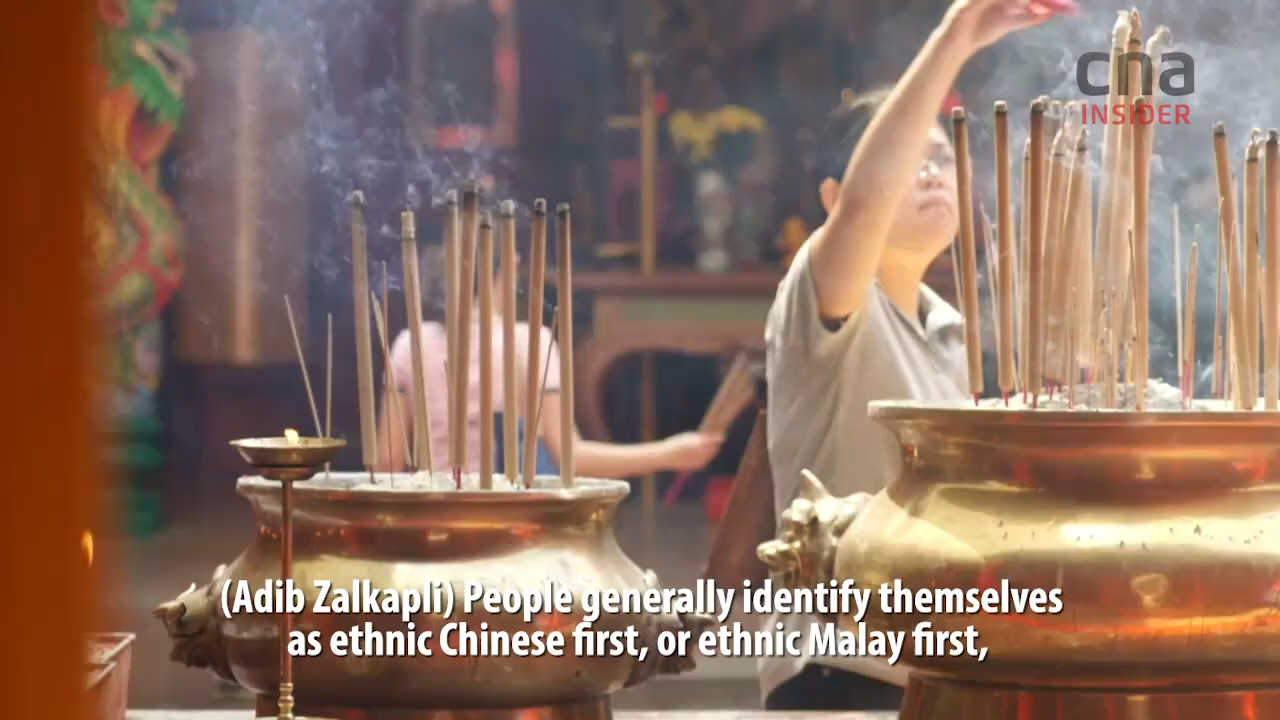 cna
INSIDER
(Adib Zalkapli) People generally identify themselves
as ethnic Chinese first, or ethnic Malay first,